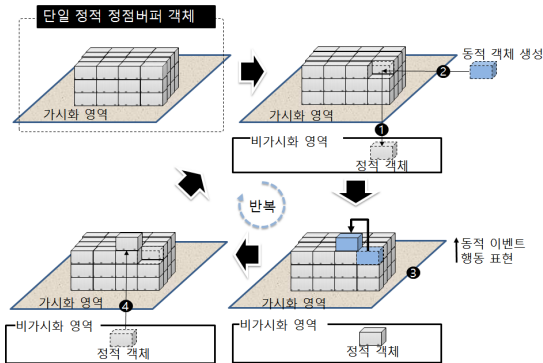 단일 정적 정점버퍼 객체
가시화 영역
가시화 영역
동적 객체 생성
❷
❶
비가시화 영역
정적 객체
반복
동적 이벤트
행동 표현
❸
가시화 영역
비가시화 영역
정적 객체
가시화 영역
❹
비가시화 영역
정적 객체